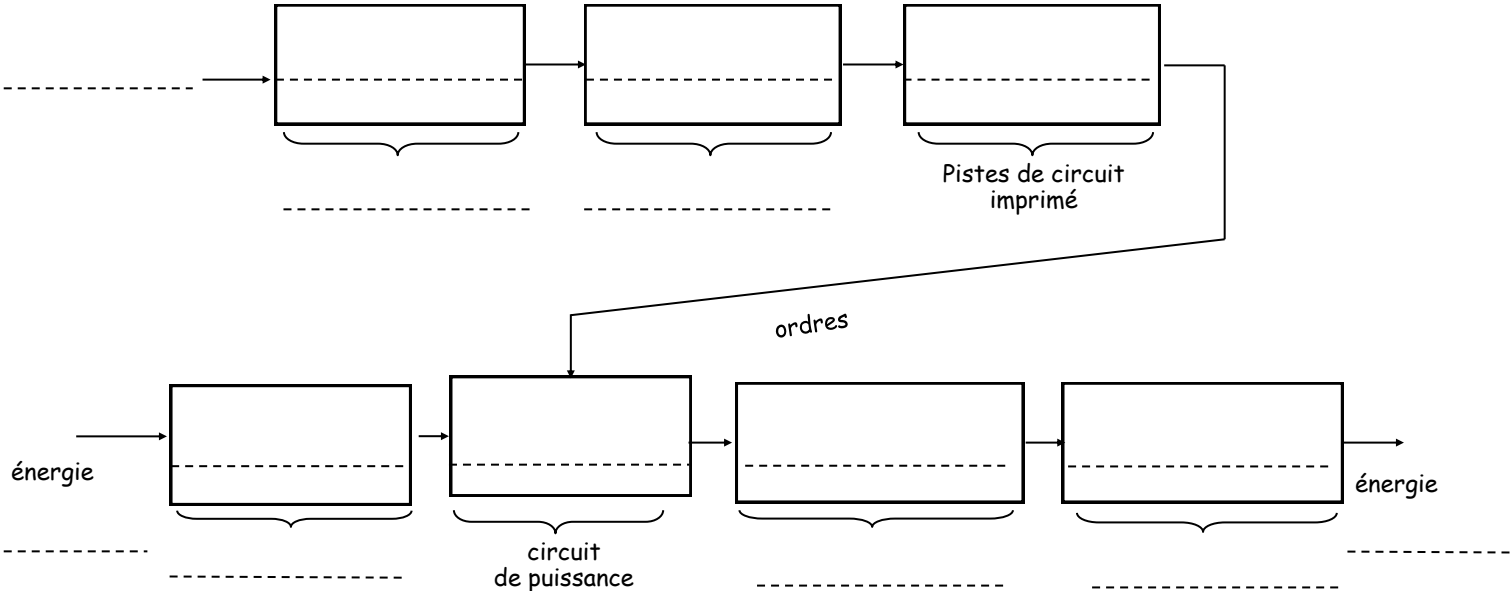 Pistes de circuit
imprimé
ordres
énergie
énergie
circuit
de puissance